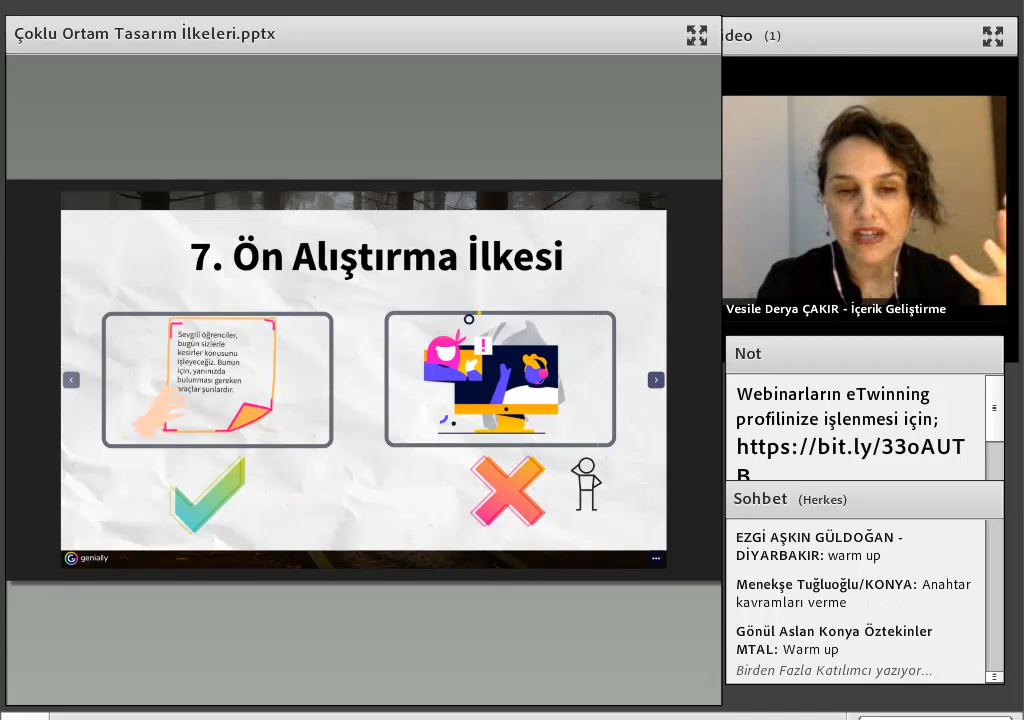 Çoklu Ortam Tasarım İlkeleri.pptx
ideo (1)
7. Ön Alıştırma İlkesi
Sevgili öğrenciler,
bugün sizlerle
kesirler konusunu
işleyeceğiz. Bunun
için, yanınızda
bulunması gereken
araçlar şunlardır.
!
genially
Vesile Derya ÇAKIR - İçerik Geliştirme
Not
Webinarların eTwinning
profilinize işlenmesi için;
https://bit.ly/33oAUT
B
Sohbet (Herkes)
EZGİ AŞKIN GÜLDOĞAN -
DİYARBAKIR: warm up
Menekşe Tuğluoğlu/KONYA: Anahtar
kavramları verme
Gönül Aslan Konya Öztekinler
MTAL: Warm up
Birden Fazla Katılımcı yazıyor...